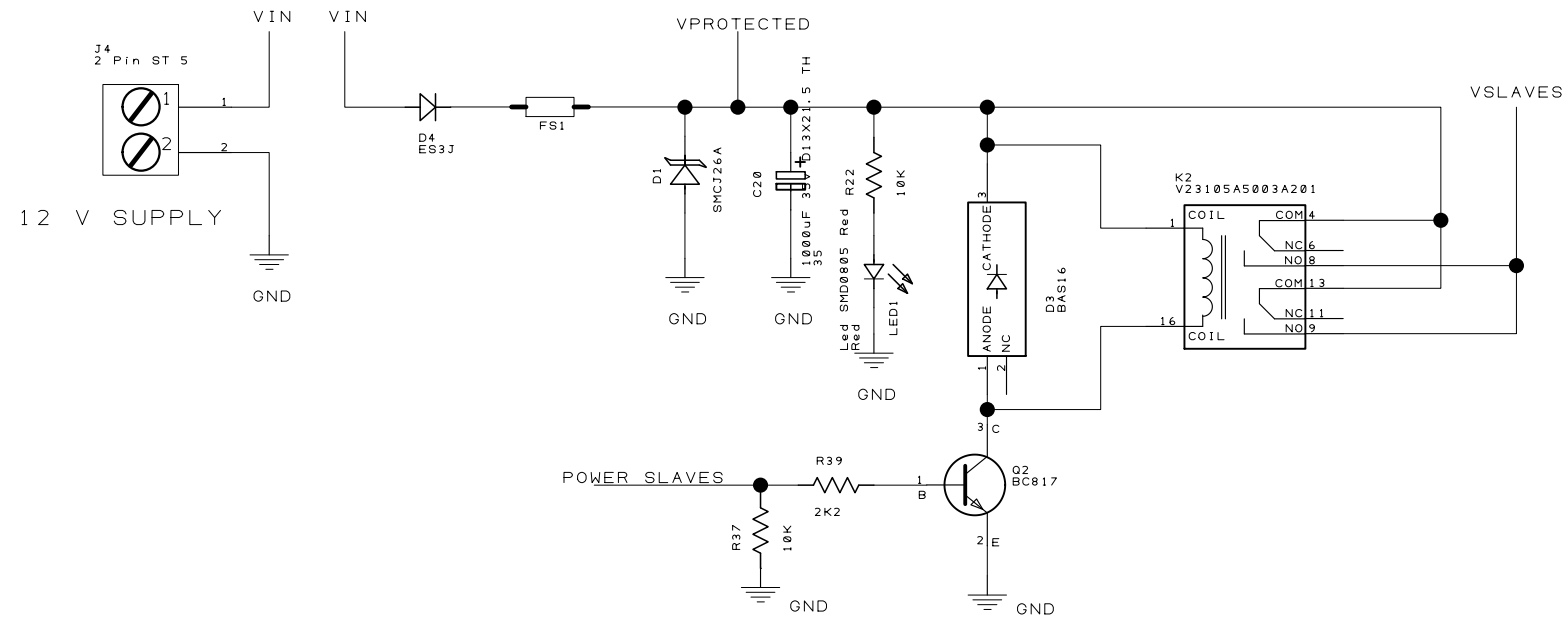 VIN
VIN
VPROTECTED
J4
2 Pin ST 5
1
1
2
2
12 V SUPPLY
GND
D4
ES3J
FS1
D1
SMCJ26A
GND
C20
+
1000uF 35V D13X21.5 TH
35
GND
R22
10K
Led SMD0805 Red
Red
LED1
GND
3
CATHODE
ANODE
NC
1
2
D3
BAS16
VSLAVES
K2
V23105A5003A201
COIL
1
16
COIL
COM 4
NC 6
NO 8
COM 13
NC 11
NO 9
POWER SLAVES
R39
2K2
R37
10K
GND
1
B
3 C
Q2
BC817
2 E
GND